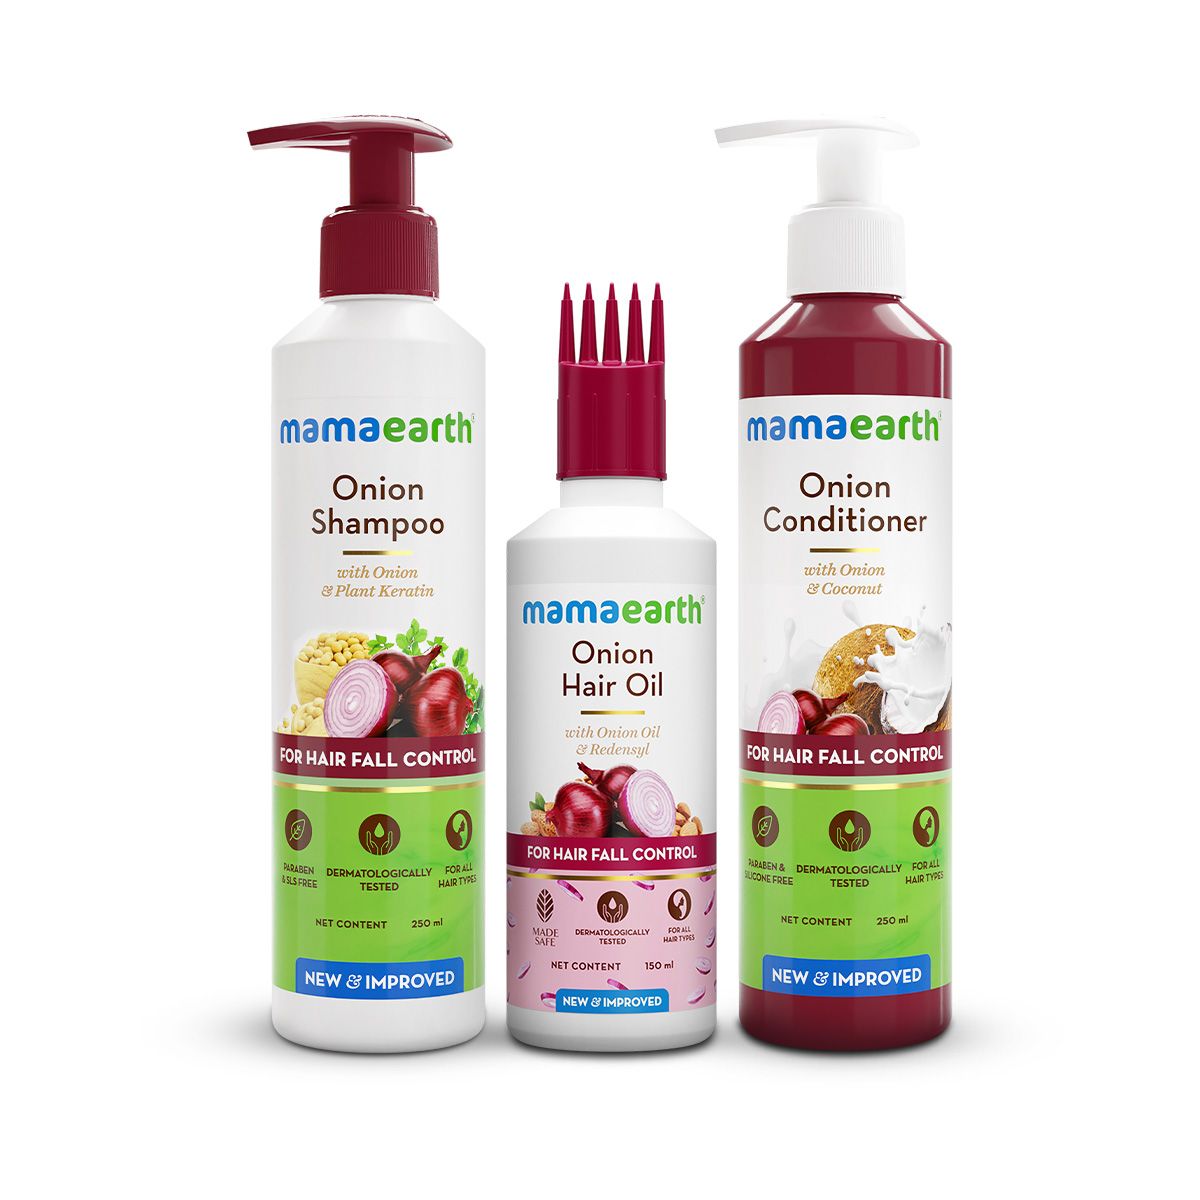 mamaearth
Onion
Shampoo
with Onion
& Plant Keratin
FOR HAIR FALL CONTROL
PARABEN
& SLS FREE
DERMATOLOGICALLY
TESTED
FOR ALL
HAIR TYPES
NET CONTENT 250 ml
NEW & IMPROVED
mamaearth
Onion
Hair Oil
with Onion Oil
& Redensyl
FOR HAIR FALL CONTROL
MADE
SAFE
DERMATOLOGICALLY
TESTED
FOR ALL
HAIR TYPES
NET CONTENT 150 ml
NEW & IMPROVED
mamaearth
Onion
Conditioner
with Onion
& Coconut
FOR HAIR FALL CONTROL
PARABEN &
SILICONE FREE
DERMATOLOGICALLY
TESTED
FOR ALL
HAIR TYPES
NET CONTENT 250 ml
NEW & IMPROVED